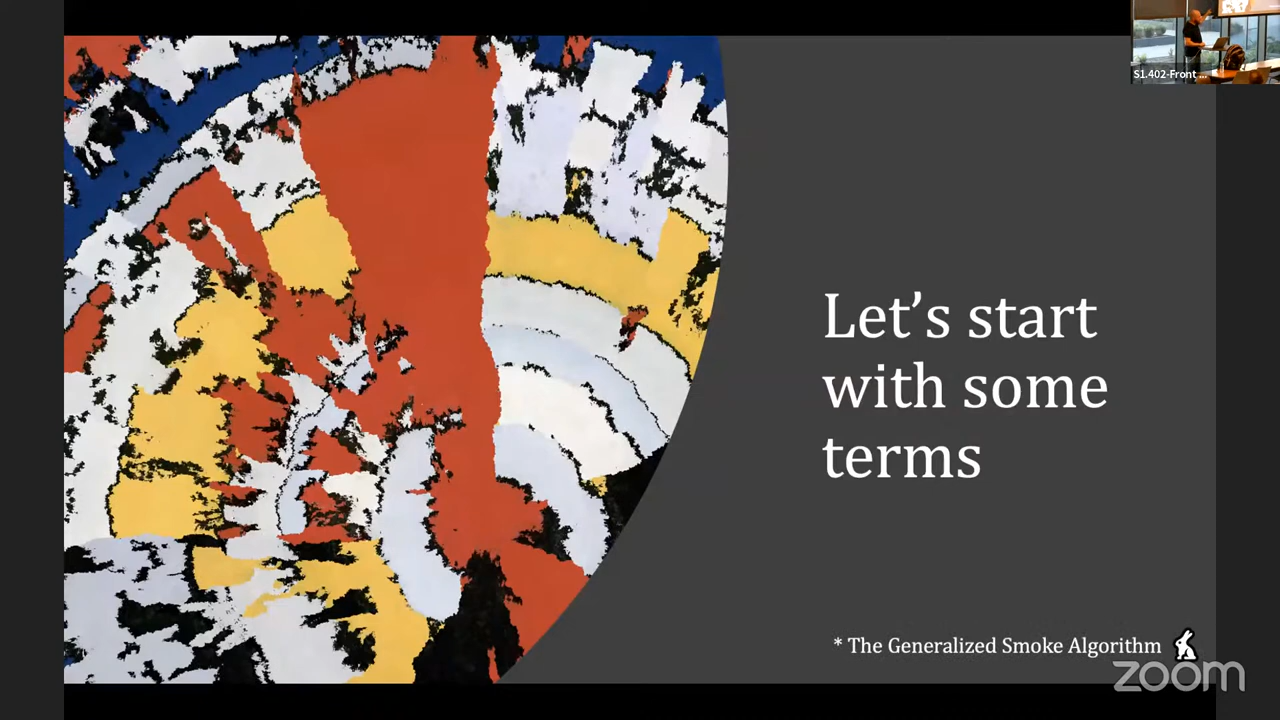 S1.402-Front ...
Let's start
with some
terms
* The Generalized Smoke Algorithm
zoom